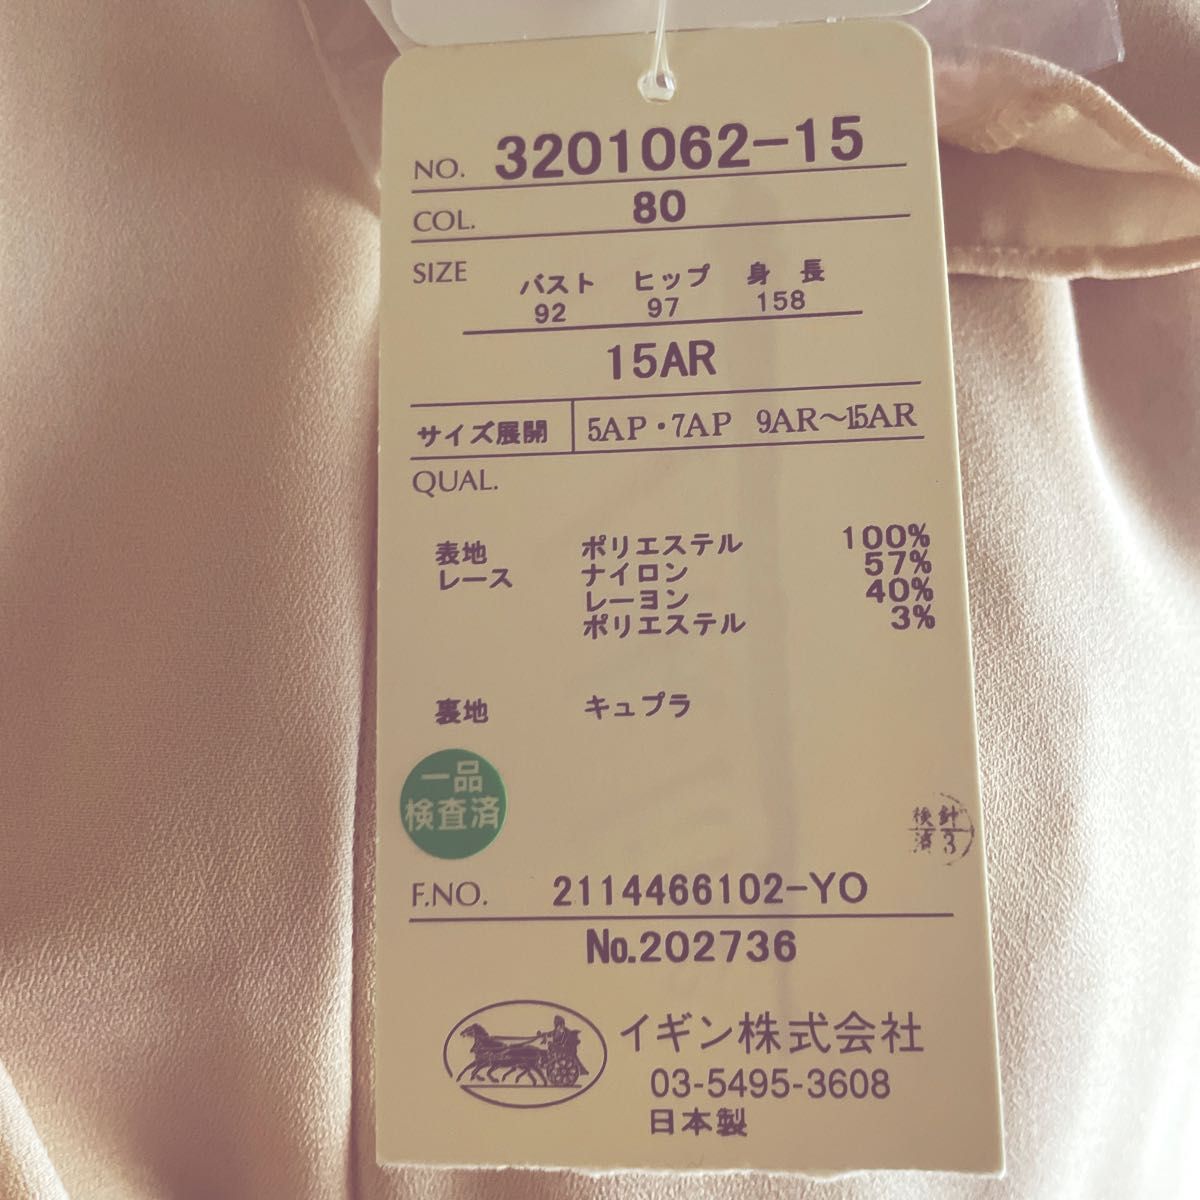 NO. 3201062-15
COL. 80
SIZE バスト ヒップ 身長
92 97 158
15AR
サイズ展開 5AP・7AP 9AR〜15AR
QUAL.
表地 ポリエステル 100%
レース ナイロン 57%
レーヨン 40%
ポリエステル 3%
裏地 キュプラ
一品
検査済
検針
済3
F.NO. 2114466102-YO
No.202736
イギン株式会社
03-5495-3608
日本製